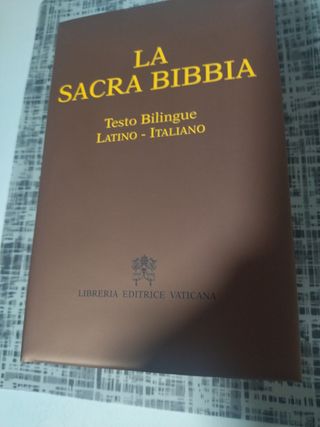 LA
SACRA BIBBIA
Testo Bilingue
LATINO - ITALIANO
LIBRERIA EDITRICE VATICANA